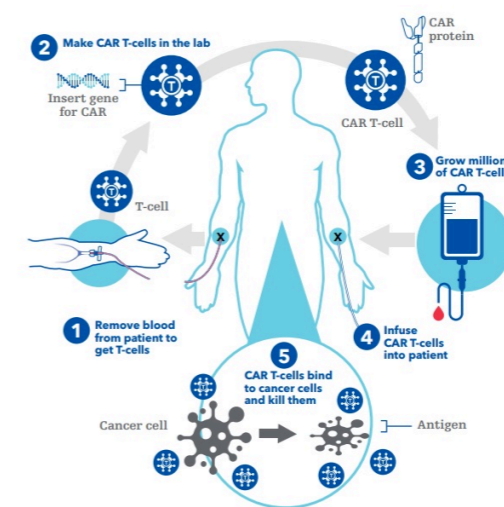 2 Make CAR T-cells in the lab
Insert gene
for CAR
T
T
CAR T-cell
CAR
protein
T
T-cell
3 Grow million
of CAR T-cell
X
X
1 Remove blood
from patient to
get T-cells
4 Infuse
CAR T-cells
into patient
5
CAR T-cells bind
to cancer cells
and kill them
Cancer cell
Antigen
T
T
T
T
T
T